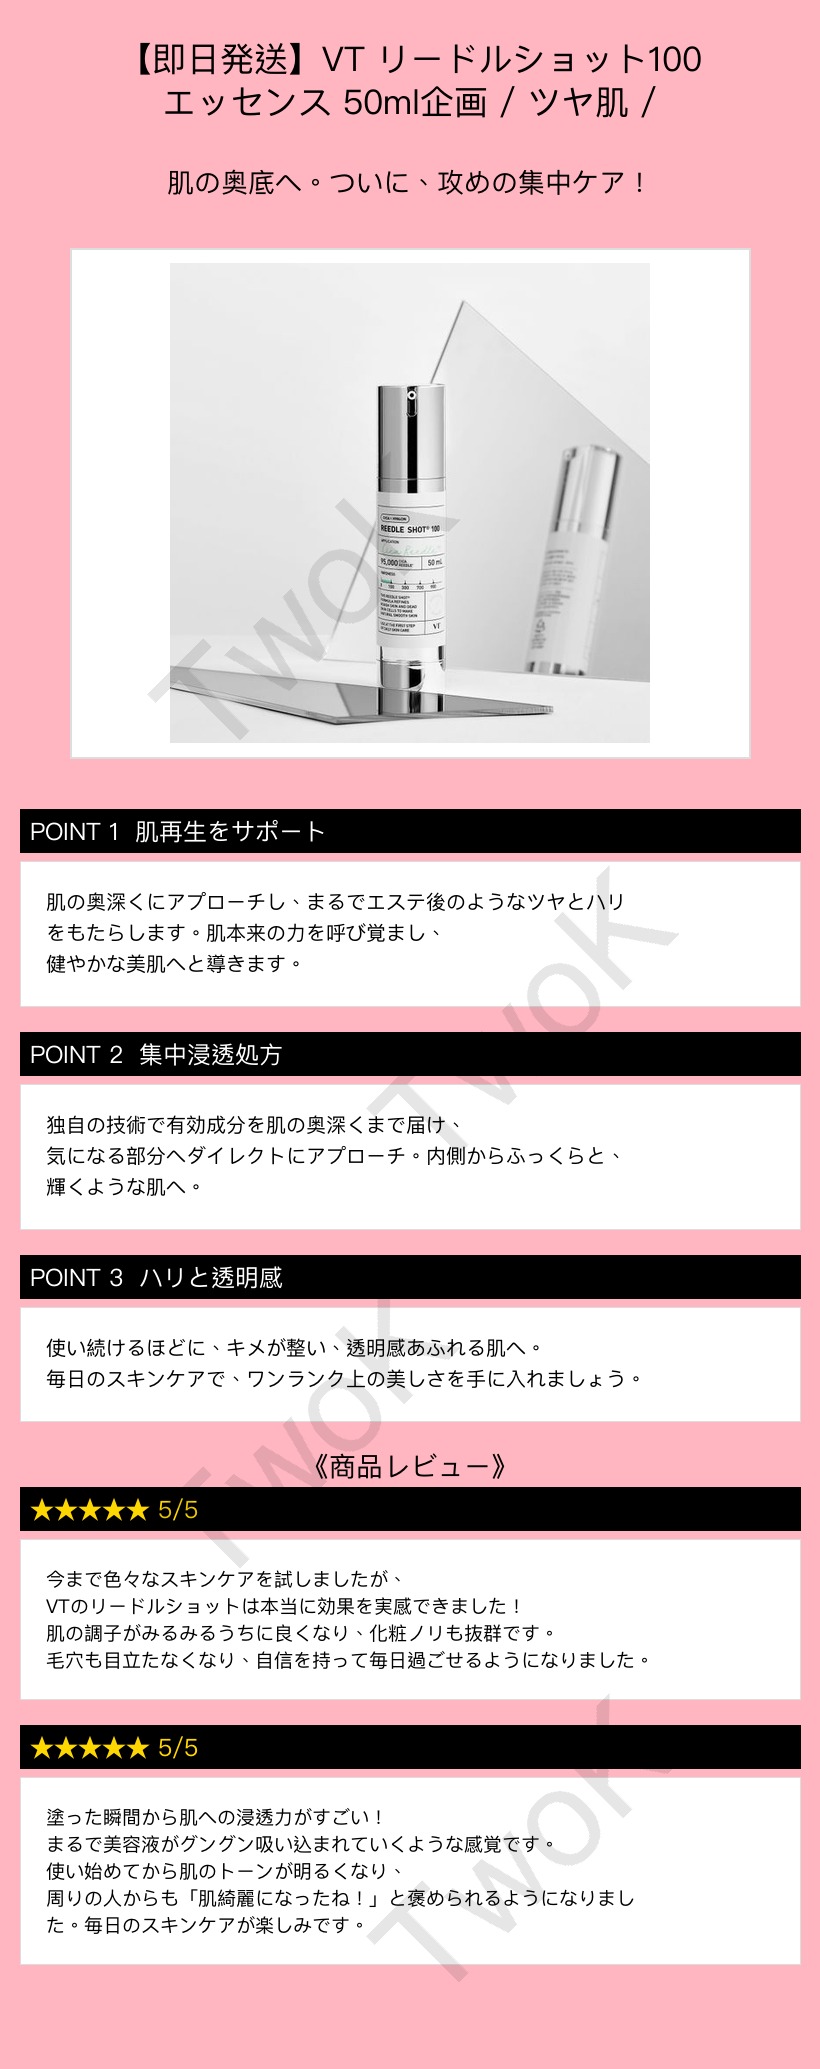 【即日発送】VT リードルショット100
エッセンス 50ml企画 / ツヤ肌 /
肌の奥底へ。ついに、攻めの集中ケア！
REEDLE SHOT® 100
95,000
50 mL
VT
TwoK
POINT 1 肌再生をサポート
肌の奥深くにアプローチし、まるでエステ後のようなツヤとハリ
をもたらします。肌本来の力を呼び覚まし、
健やかな美肌へと導きます。
TwoK
POINT 2 集中浸透処方
独自の技術で有効成分を肌の奥深くまで届け、
気になる部分へダイレクトにアプローチ。内側からふっくらと、
輝くような肌へ。
POINT 3 ハリと透明感
使い続けるほどに、キメが整い、透明感あふれる肌へ。
毎日のスキンケアで、ワンランク上の美しさを手に入れましょう。
TwoK
《商品レビュー》
★★★★★ 5/5
今まで色々なスキンケアを試しましたが、
VTのリードルショットは本当に効果を実感できました！
肌の調子がみるみるうちに良くなり、化粧ノリも抜群です。
毛穴も目立たなくなり、自信を持って毎日過ごせるようになりました。
★★★★★ 5/5
塗った瞬間から肌への浸透力がすごい！
まるで美容液がグングン吸い込まれていくような感覚です。
使い始めてから肌のトーンが明るくなり、
周りの人からも「肌綺麗になったね！」と褒められるようになりまし
た。毎日のスキンケアが楽しみです。
TwoK